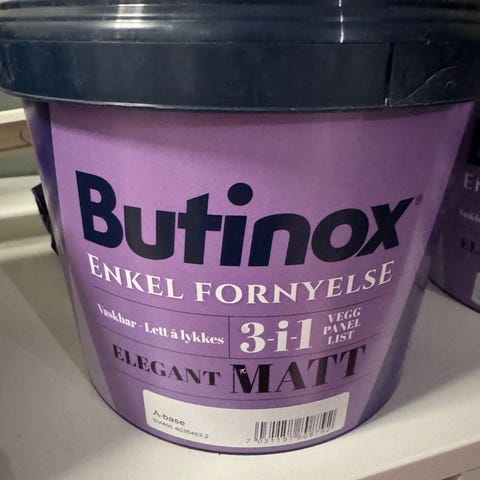 Butinox®
ENKEL FORNYELSE
Vaskbar - Lett å lykkes
3-i-1
VEGG
PANEL
LIST
ELEGANT MATT
A-base